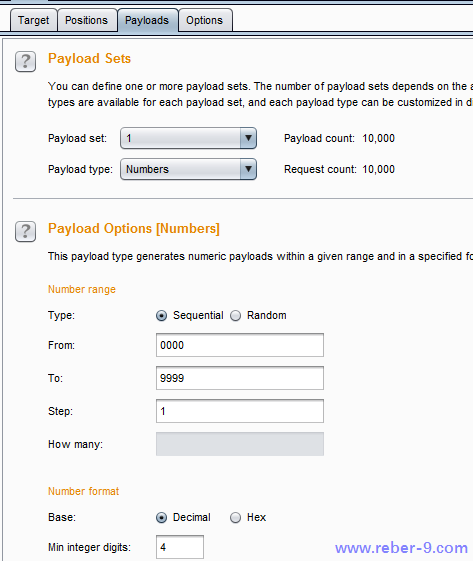 Target Positions Payloads Options
? Payload Sets
You can define one or more payload sets. The number of payload sets depends on the a
types are available for each payload set, and each payload type can be customized in d
Payload set: 1 Payload count: 10,000
Payload type: Numbers Request count: 10,000
? Payload Options [Numbers]
This payload type generates numeric payloads within a given range and in a specified fo
Number range
Type: Sequential Random
From: 0000
To: 9999
Step: 1
How many:
Number format
Base: Decimal Hex
Min integer digits: 4
www.reber-9.com